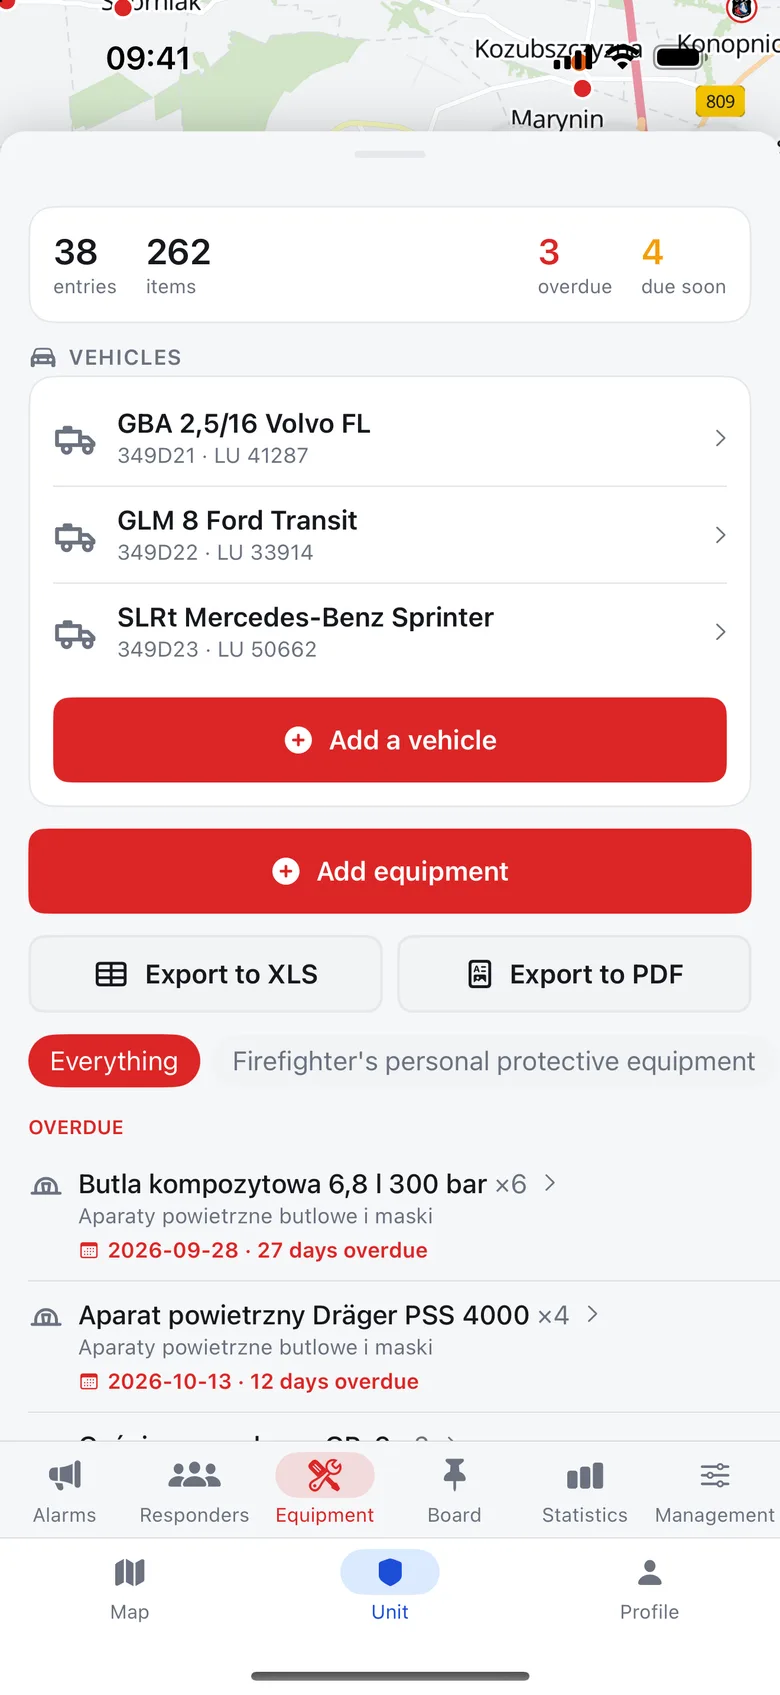 09:41
Kozubszczyzna
Konopnic
809
Marynin
38
entries
262
items
3
overdue
4
due soon
VEHICLES
GBA 2,5/16 Volvo FL
349D21 · LU 41287
GLM 8 Ford Transit
349D22 · LU 33914
SLRt Mercedes-Benz Sprinter
349D23 · LU 50662
Add a vehicle
Add equipment
Export to XLS
Export to PDF
Everything
Firefighter's personal protective equipment
OVERDUE
Butla kompozytowa 6,8 l 300 bar ×6
Aparaty powietrzne butlowe i maski
2026-09-28 · 27 days overdue
Aparat powietrzny Dräger PSS 4000 ×4
Aparaty powietrzne butlowe i maski
2026-10-13 · 12 days overdue
Alarms
Responders
Equipment
Board
Statistics
Management
Map
Unit
Profile